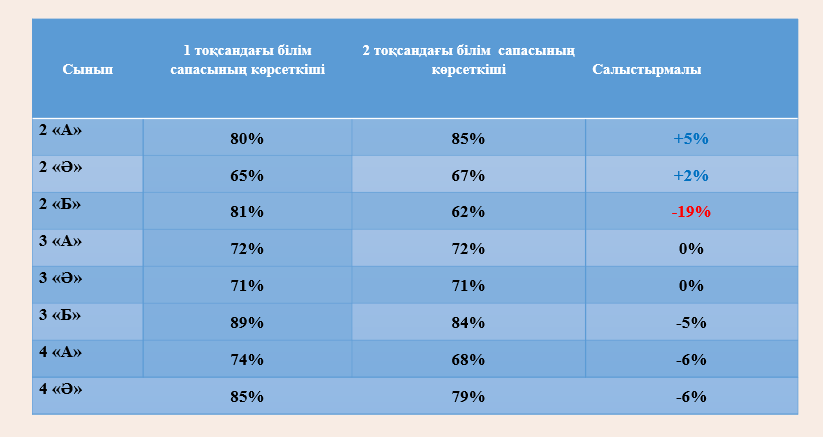 Сынып 1 тоқсандағы білім сапасының көрсеткіші 2 тоқсандағы білім  сапасының көрсеткіші Салыстырмалы
2 «А» 80% 85% +5%
2 «Ә» 65% 67% +2%
2 «Б» 81% 62% -19%
3 «А» 72% 72% 0%
3 «Ә» 71% 71% 0%
3 «Б» 89% 84% -5%
4 «А» 74% 68% -6%
4 «Ә» 85% 79% -6%